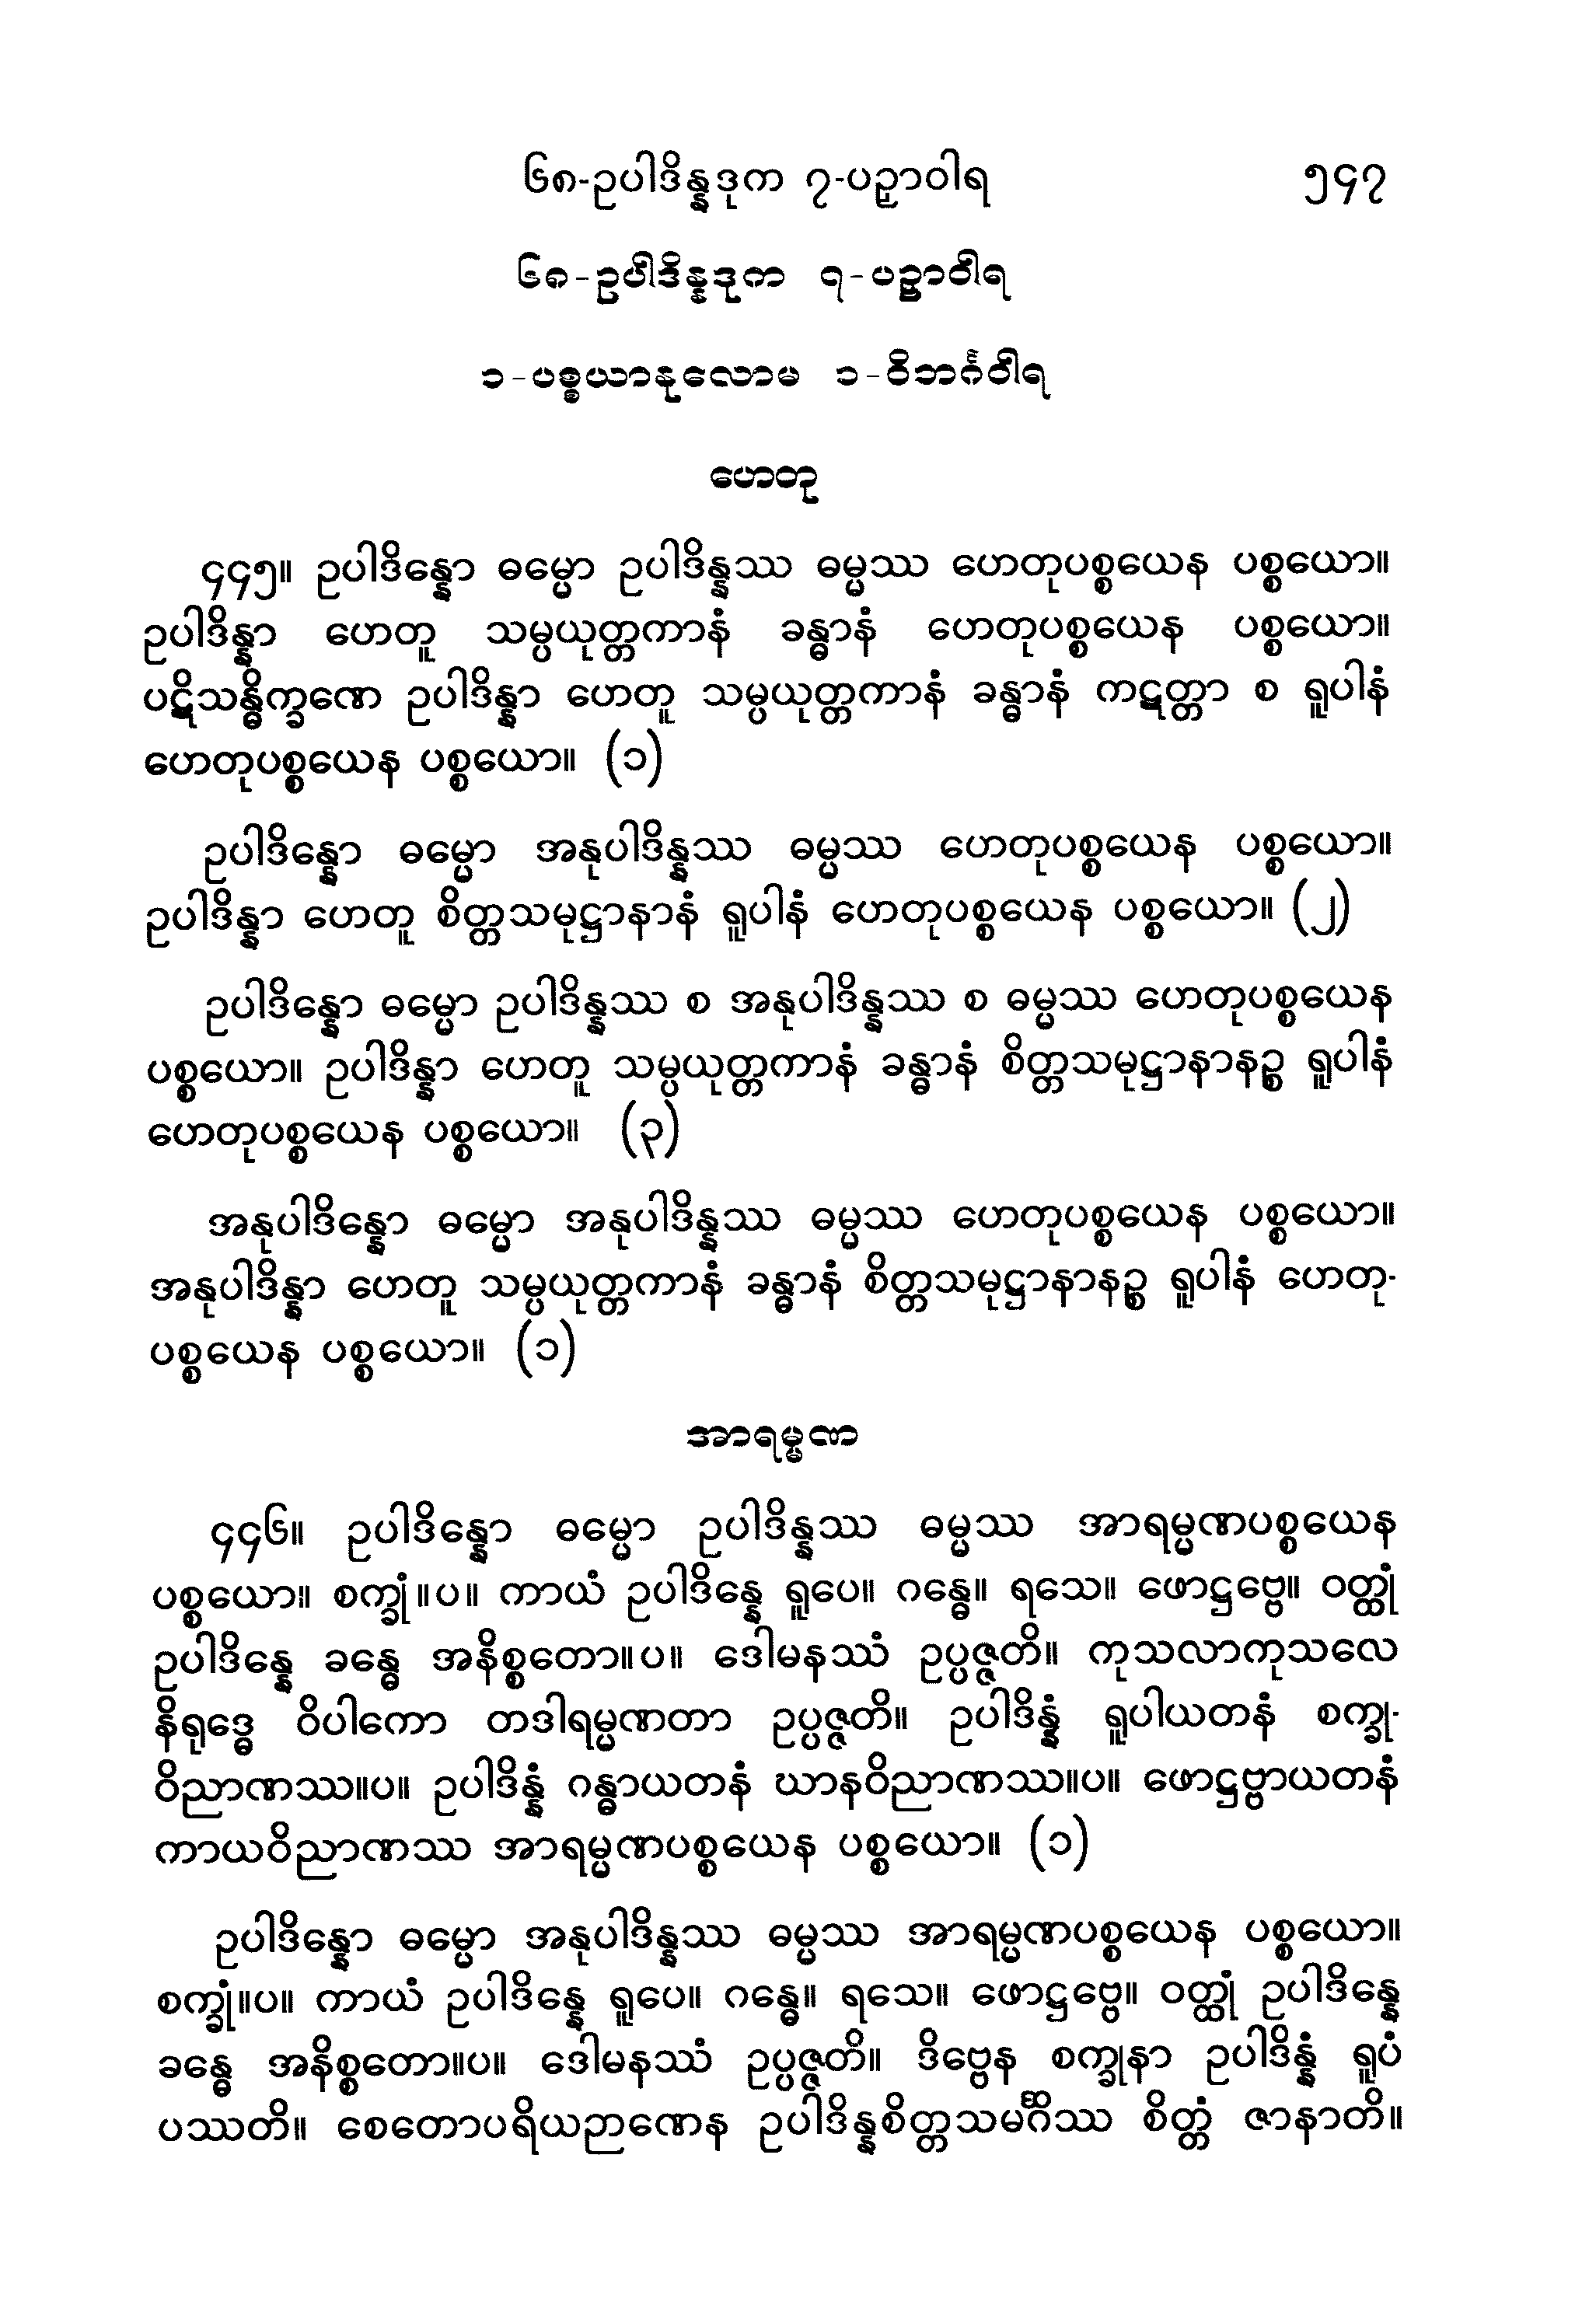 ၆၈-ဥပါဒိန္နဒုက ၇-ပဉှာဝါရ ၅၄၇
၆၈-ဥပါဒိန္နဒုက ၇-ပဉှာဝါရ
၁-ပစ္စယာနုလောမ ၁-ဝိဘင်္ဂဝါရ
ဟေတု
၄၄၅။ ဥပါဒိန္နော ဓမ္မော ဥပါဒိန္နဿ ဓမ္မဿ ဟေတုပစ္စယေန ပစ္စယော။
ဥပါဒိန္နာ ဟေတူ သမ္ပယုတ္တကာနံ ခန္ဓာနံ ဟေတုပစ္စယေန ပစ္စယော။
ပဋိသန္ဓိက္ခဏေ ဥပါဒိန္နာ ဟေတူ သမ္ပယုတ္တကာနံ ခန္ဓာနံ ကဋတ္တာ စ ရူပါနံ
ဟေတုပစ္စယေန ပစ္စယော။ (၁)
ဥပါဒိန္နော ဓမ္မော အနုပါဒိန္နဿ ဓမ္မဿ ဟေတုပစ္စယေန ပစ္စယော။
ဥပါဒိန္နာ ဟေတူ စိတ္တသမုဋ္ဌာနာနံ ရူပါနံ ဟေတုပစ္စယေန ပစ္စယော။ (၂)
ဥပါဒိန္နော ဓမ္မော ဥပါဒိန္နဿ စ အနုပါဒိန္နဿ စ ဓမ္မဿ ဟေတုပစ္စယေန
ပစ္စယော။ ဥပါဒိန္နာ ဟေတူ သမ္ပယုတ္တကာနံ ခန္ဓာနံ စိတ္တသမုဋ္ဌာနာနဉ္စ ရူပါနံ
ဟေတုပစ္စယေန ပစ္စယော။ (၃)
အနုပါဒိန္နော ဓမ္မော အနုပါဒိန္နဿ ဓမ္မဿ ဟေတုပစ္စယေန ပစ္စယော။
အနုပါဒိန္နာ ဟေတူ သမ္ပယုတ္တကာနံ ခန္ဓာနံ စိတ္တသမုဋ္ဌာနာနဉ္စ ရူပါနံ ဟေတု-
ပစ္စယေန ပစ္စယော။ (၁)
အာရမ္မဏ
၄၄၆။ ဥပါဒိန္နော ဓမ္မော ဥပါဒိန္နဿ ဓမ္မဿ အာရမ္မဏပစ္စယေန
ပစ္စယော။ စက္ခုံ။ပ။ ကာယံ ဥပါဒိန္နေ ရူပေ။ ဂန္ဓေ။ ရသေ။ ဖောဋ္ဌဗ္ဗေ။ ဝတ္ထုံ
ဥပါဒိန္နေ ခန္ဓေ အနိစ္စတော။ပ။ ဒေါမနဿံ ဥပ္ပဇ္ဇတိ။ ကုသလာကုသလေ
နိရုဒ္ဓေ ဝိပါကော တဒါရမ္မဏတာ ဥပ္ပဇ္ဇတိ။ ဥပါဒိန္နံ ရူပါယတနံ စက္ခု-
ဝိညာဏဿ။ပ။ ဥပါဒိန္နံ ဂန္ဓာယတနံ ဃာနဝိညာဏဿ။ပ။ ဖောဋ္ဌဗ္ဗာယတနံ
ကာယဝိညာဏဿ အာရမ္မဏပစ္စယေန ပစ္စယော။ (၁)
ဥပါဒိန္နော ဓမ္မော အနုပါဒိန္နဿ ဓမ္မဿ အာရမ္မဏပစ္စယေန ပစ္စယော။
စက္ခုံ။ပ။ ကာယံ ဥပါဒိန္နေ ရူပေ။ ဂန္ဓေ။ ရသေ။ ဖောဋ္ဌဗ္ဗေ။ ဝတ္ထုံ ဥပါဒိန္နေ
ခန္ဓေ အနိစ္စတော။ပ။ ဒေါမနဿံ ဥပ္ပဇ္ဇတိ။ ဒိဗ္ဗေန စက္ခုနာ ဥပါဒိန္နံ ရူပံ
ပဿတိ။ စေတောပရိယဉာဏေန ဥပါဒိန္နစိတ္တသမင်္ဂိဿ စိတ္တံ ဇာနာတိ။